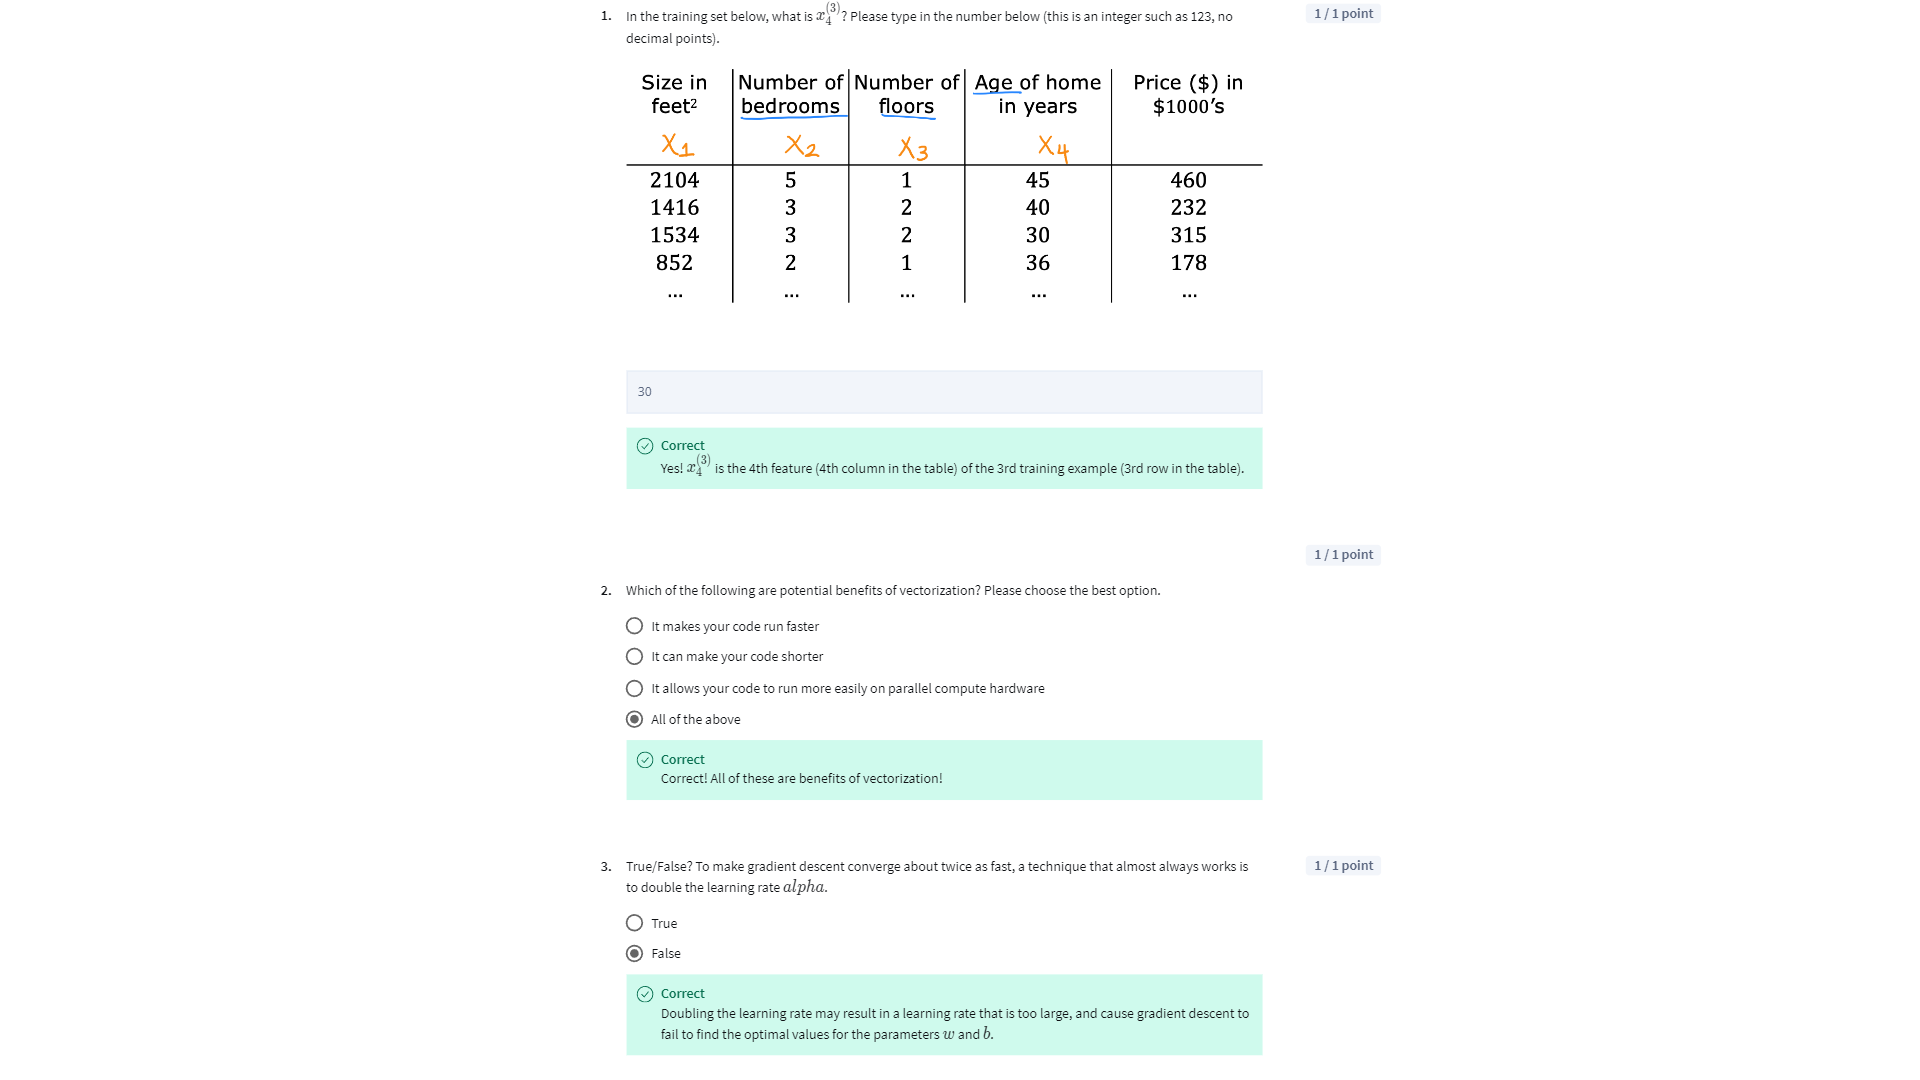 1. In the training set below, what is x₄⁽³⁾? Please type in the number below (this is an integer such as 123, no
decimal points).
1 / 1 point
Size in Number of Number of Age of home Price ($) in
feet² bedrooms floors in years $1000's
X₁ X₂ X₃ X₄
2104 5 1 45 460
1416 3 2 40 232
1534 3 2 30 315
852 2 1 36 178
... ... ... ... ...
30
Correct
Yes! x₄⁽³⁾ is the 4th feature (4th column in the table) of the 3rd training example (3rd row in the table).
1 / 1 point
2. Which of the following are potential benefits of vectorization? Please choose the best option.
It makes your code run faster
It can make your code shorter
It allows your code to run more easily on parallel compute hardware
All of the above
Correct
Correct! All of these are benefits of vectorization!
3. True/False? To make gradient descent converge about twice as fast, a technique that almost always works is
to double the learning rate alpha.
1 / 1 point
True
False
Correct
Doubling the learning rate may result in a learning rate that is too large, and cause gradient descent to
fail to find the optimal values for the parameters w and b.